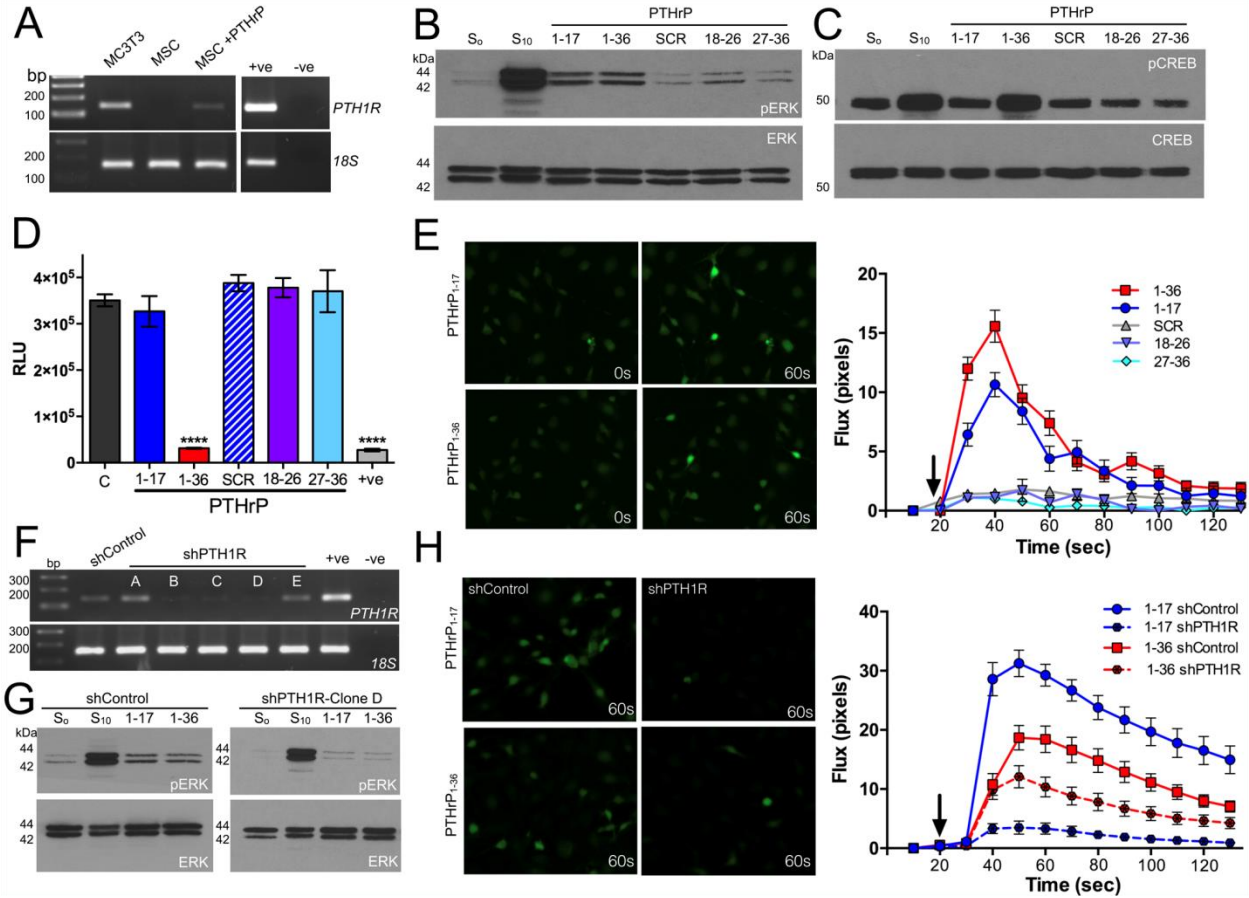 A
MC3T3
MSC
MSC +PTHrP
+ve
-ve
bp
200
100
PTH1R
200
100
18S
B
PTHrP
So
S10
1-17
1-36
SCR
18-26
27-36
kDa
44
42
pERK
ERK
44
42
C
PTHrP
So
S10
1-17
1-36
SCR
18-26
27-36
kDa
50
pCREB
CREB
50
D
RLU
4×10⁵
3×10⁵
1×10⁵
0
****
****
C
1-17
1-36
SCR
18-26
27-36
+ve
PTHrP
E
PTHrP1-17
0s
60s
PTHrP1-36
0s
60s
Flux (pixels)
20
15
10
5
0
1-36
1-17
SCR
18-26
27-36
20
40
60
80
100
120
Time (sec)
F
bp
shControl
shPTH1R
+ve
-ve
A
B
C
D
E
300
200
PTH1R
300
200
18S
G
shControl
So
S10
1-17
1-36
kDa
44
42
pERK
ERK
44
42
shPTH1R-Clone D
So
S10
1-17
1-36
44
42
pERK
ERK
44
42
H
shControl
shPTH1R
PTHrP1-17
60s
60s
PTHrP1-36
60s
60s
Flux (pixels)
40
30
20
10
0
1-17 shControl
1-17 shPTH1R
1-36 shControl
1-36 shPTH1R
20
40
60
80
100
120
Time (sec)